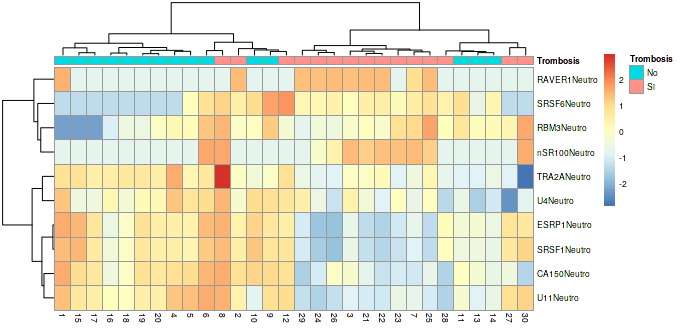 Trombosis
RAVER1Neutro
SRSF6Neutro
RBM3Neutro
nSR100Neutro
TRA2ANeutro
U4Neutro
ESRP1Neutro
SRSF1Neutro
CA150Neutro
U11Neutro
1 15 17 16 18 19 20 4 5 6 8 2 10 9 12 29 24 26 3 21 22 23 7 25 28 11 13 14 27 30
2
1
0
-1
-2
Trombosis
No
SI